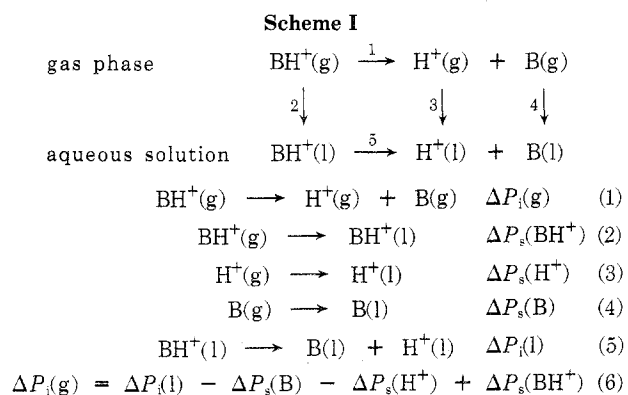 Scheme I
gas phase BH⁺(g) →1 H⁺(g) + B(g)
2↓ 3↓ 4↓
aqueous solution BH⁺(l) →5 H⁺(l) + B(l)
BH⁺(g) → H⁺(g) + B(g) ΔPᵢ(g) (1)
BH⁺(g) → BH⁺(l) ΔPₛ(BH⁺) (2)
H⁺(g) → H⁺(l) ΔPₛ(H⁺) (3)
B(g) → B(l) ΔPₛ(B) (4)
BH⁺(l) → B(l) + H⁺(l) ΔPᵢ(l) (5)
ΔPᵢ(g) = ΔPᵢ(l) − ΔPₛ(B) − ΔPₛ(H⁺) + ΔPₛ(BH⁺) (6)